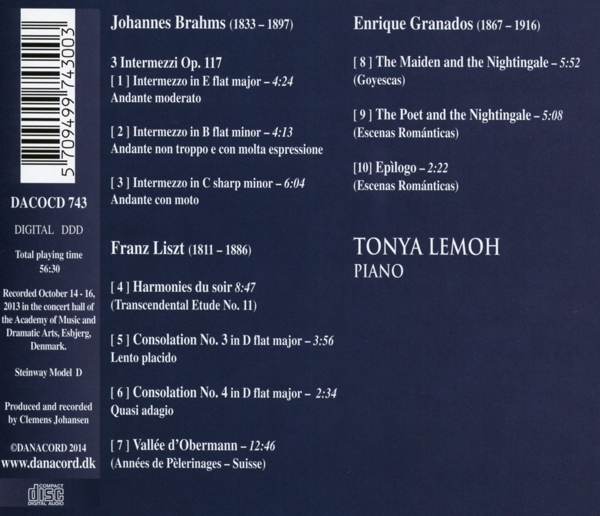 5 709499 743003
DACOCD 743
DIGITAL DDD
Total playing time
56:30
Recorded October 14 - 16,
2013 in the concert hall of
the Academy of Music and
Dramatic Arts, Esbjerg,
Denmark.
Steinway Model D
Produced and recorded
by Clemens Johansen
©DANACORD 2014
www.danacord.dk
COMPACT
disc
DIGITAL AUDIO
Johannes Brahms (1833 – 1897)
3 Intermezzi Op. 117
[ 1 ] Intermezzo in E flat major – 4:24
Andante moderato
[ 2 ] Intermezzo in B flat minor – 4:13
Andante non troppo e con molta espressione
[ 3 ] Intermezzo in C sharp minor – 6:04
Andante con moto
Franz Liszt (1811 – 1886)
[ 4 ] Harmonies du soir 8:47
(Transcendental Etude No. 11)
[ 5 ] Consolation No. 3 in D flat major – 3:56
Lento placido
[ 6 ] Consolation No. 4 in D flat major – 2:34
Quasi adagio
[ 7 ] Vallée d'Obermann – 12:46
(Années de Pèlerinages – Suisse)
Enrique Granados (1867 – 1916)
[ 8 ] The Maiden and the Nightingale – 5:52
(Goyescas)
[ 9 ] The Poet and the Nightingale – 5:08
(Escenas Románticas)
[10] Epìlogo – 2:22
(Escenas Románticas)
TONYA LEMOH
PIANO